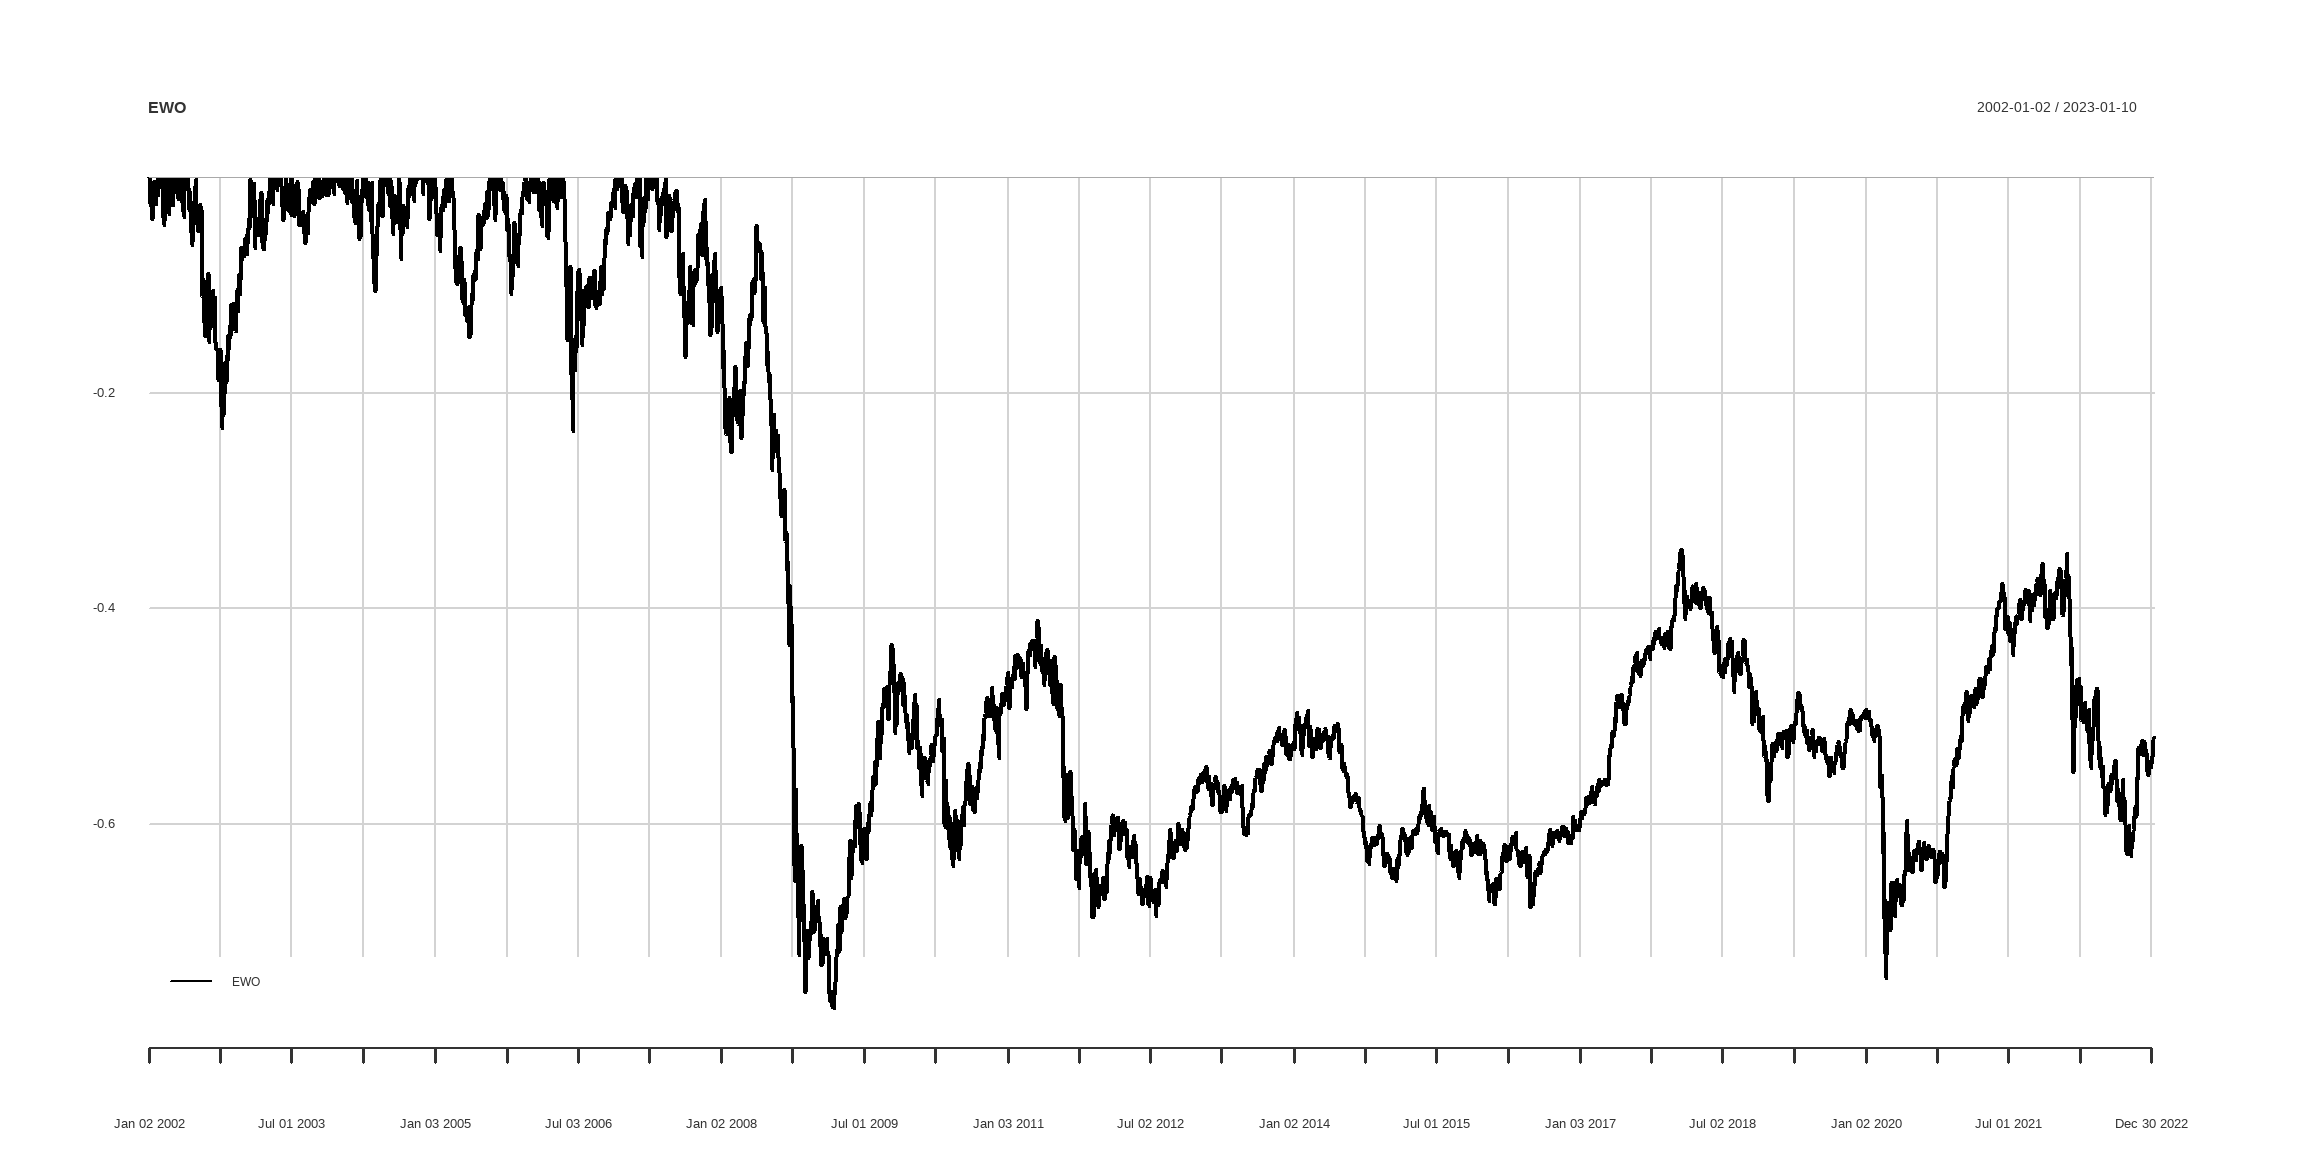 EWO
2002-01-02 / 2023-01-10
-0.2
-0.4
-0.6
EWO
Jan 02 2002
Jul 01 2003
Jan 03 2005
Jul 03 2006
Jan 02 2008
Jul 01 2009
Jan 03 2011
Jul 02 2012
Jan 02 2014
Jul 01 2015
Jan 03 2017
Jul 02 2018
Jan 02 2020
Jul 01 2021
Dec 30 2022